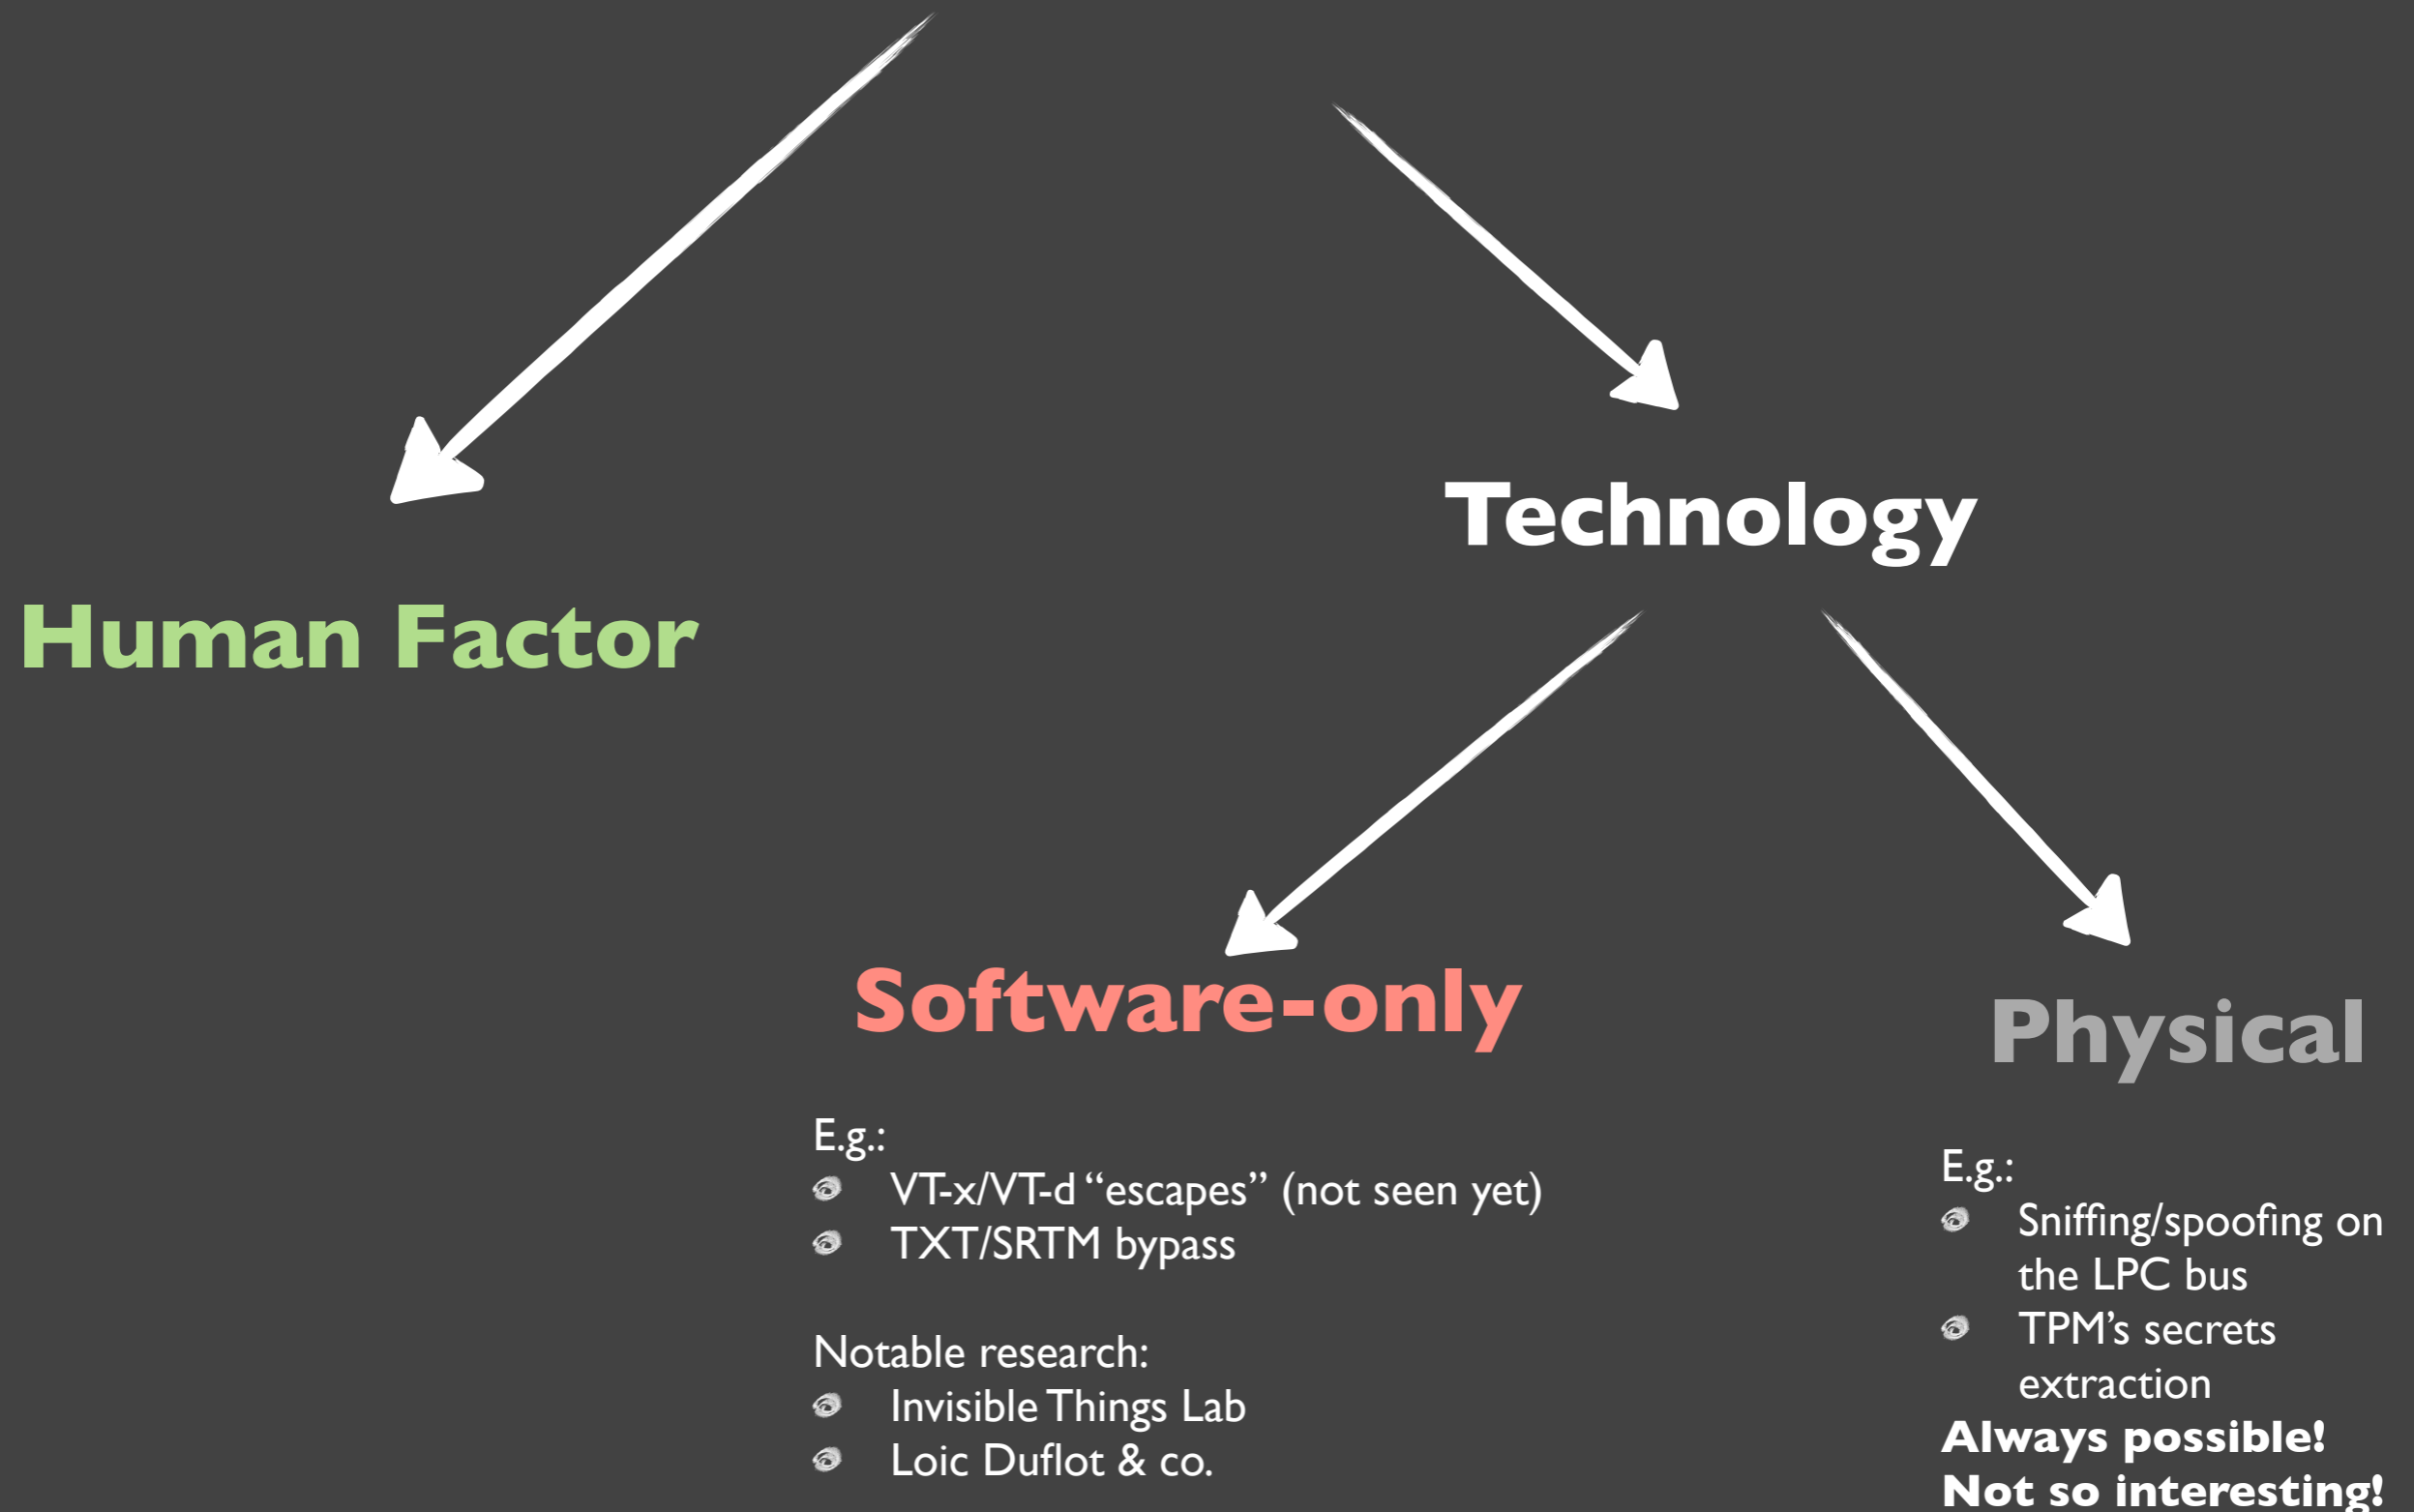 Technology
Human Factor
Software-only
Physical
E.g.:
VT-x/VT-d “escapes” (not seen yet)
TXT/SRTM bypass
Notable research:
Invisible Things Lab
Loic Duflot & co.
E.g.:
Sniffing/spoofing on
the LPC bus
TPM’s secrets
extraction
Always possible!
Not so interesting!